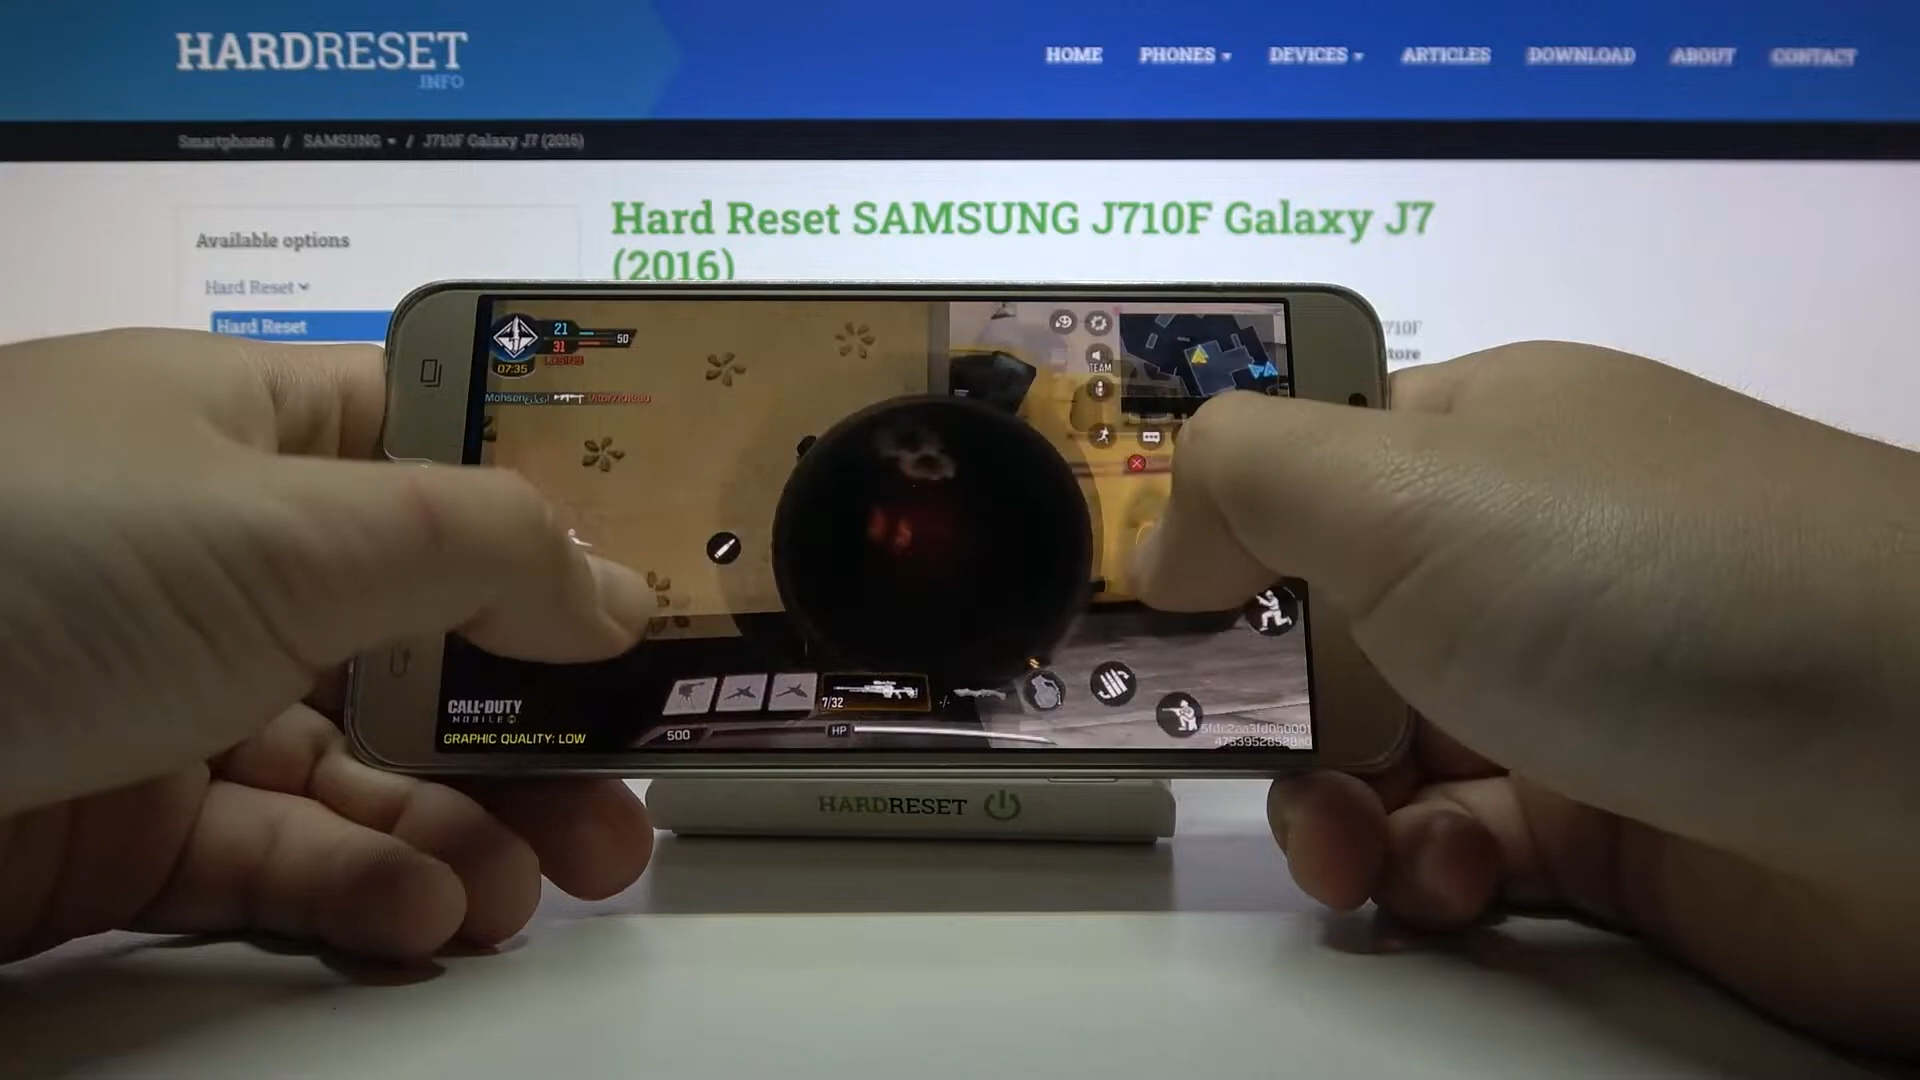 HARDRESET
.INFO
HOME PHONES DEVICES ARTICLES DOWNLOAD ABOUT CONTACT
Smartphones / SAMSUNG / J710F Galaxy J7 (2016)
Available options
Hard Reset
Hard Reset
Hard Reset SAMSUNG J710F Galaxy J7
(2016)
21
31
50
LOSING
07:35
TEAM
7/32
CALL OF DUTY
MOBILE
500
HP
GRAPHIC QUALITY: LOW
HARDRESET